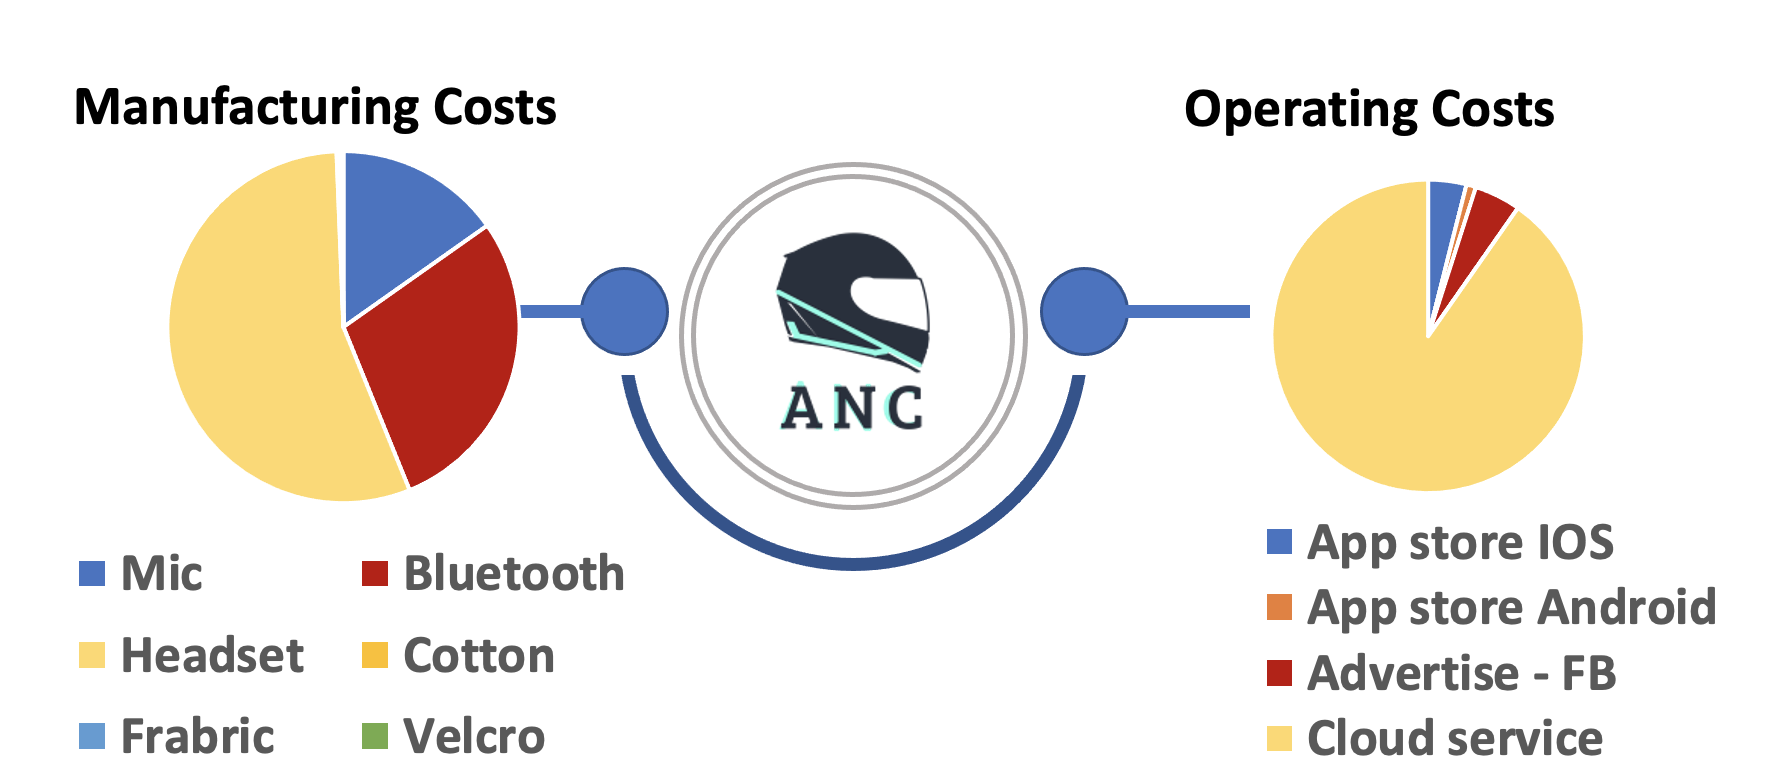 Manufacturing Costs
Operating Costs
ANC
Mic
Bluetooth
Headset
Cotton
Frabric
Velcro
App store IOS
App store Android
Advertise - FB
Cloud service